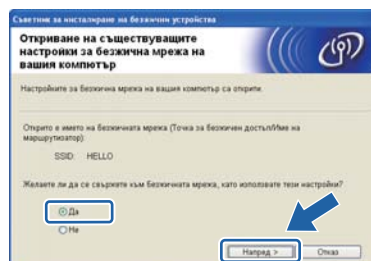 Съветник за инсталиране на безжични устройства
Откриване на съществуващите
настройки за безжична мрежа на
вашия компютър
Настройките за безжична мрежа на вашия компютър са открити.
Открито е името на безжичната мрежа (Точка за безжичен достъп/Име на
маршрутизатор):
SSID: HELLO
Желаете ли да се свържете към безжичната мрежа, като използвате тези настройки?
Да
Не
Напред >
Отказ